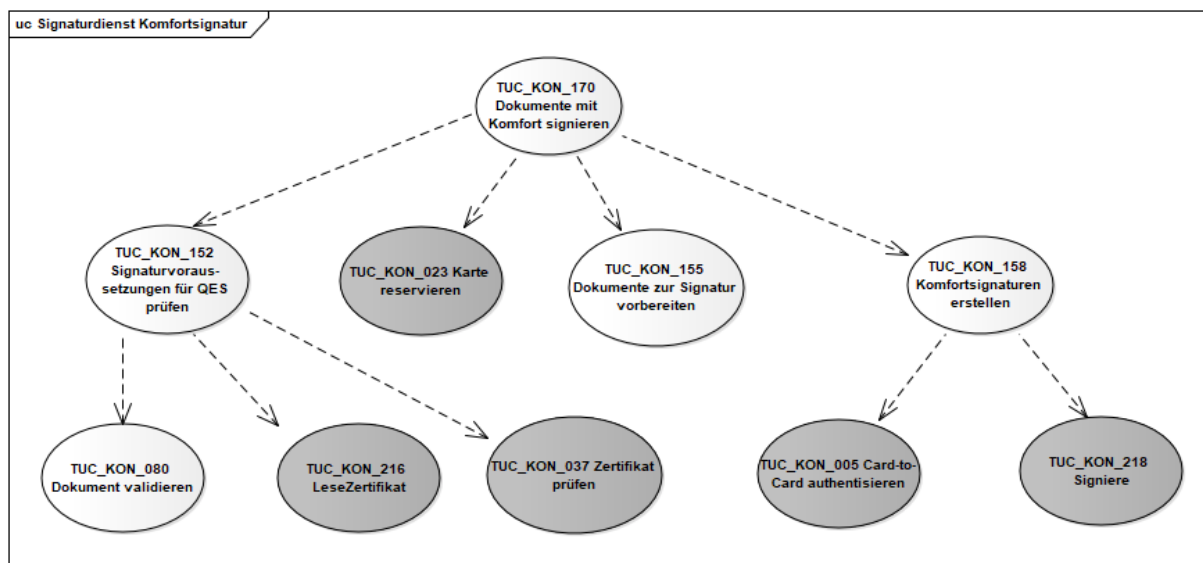 uc Signaturdienst Komfortsignatur
TUC_KON_170
Dokumente mit
Komfort signieren
TUC_KON_152
Signaturvoraus-
setzungen für QES
prüfen
TUC_KON_023 Karte
reservieren
TUC_KON_155
Dokumente zur Signatur
vorbereiten
TUC_KON_158
Komfortsignaturen
erstellen
TUC_KON_080
Dokument validieren
TUC_KON_216
LeseZertifikat
TUC_KON_037 Zertifikat
prüfen
TUC_KON_005 Card-to-
Card authentisieren
TUC_KON_218
Signiere